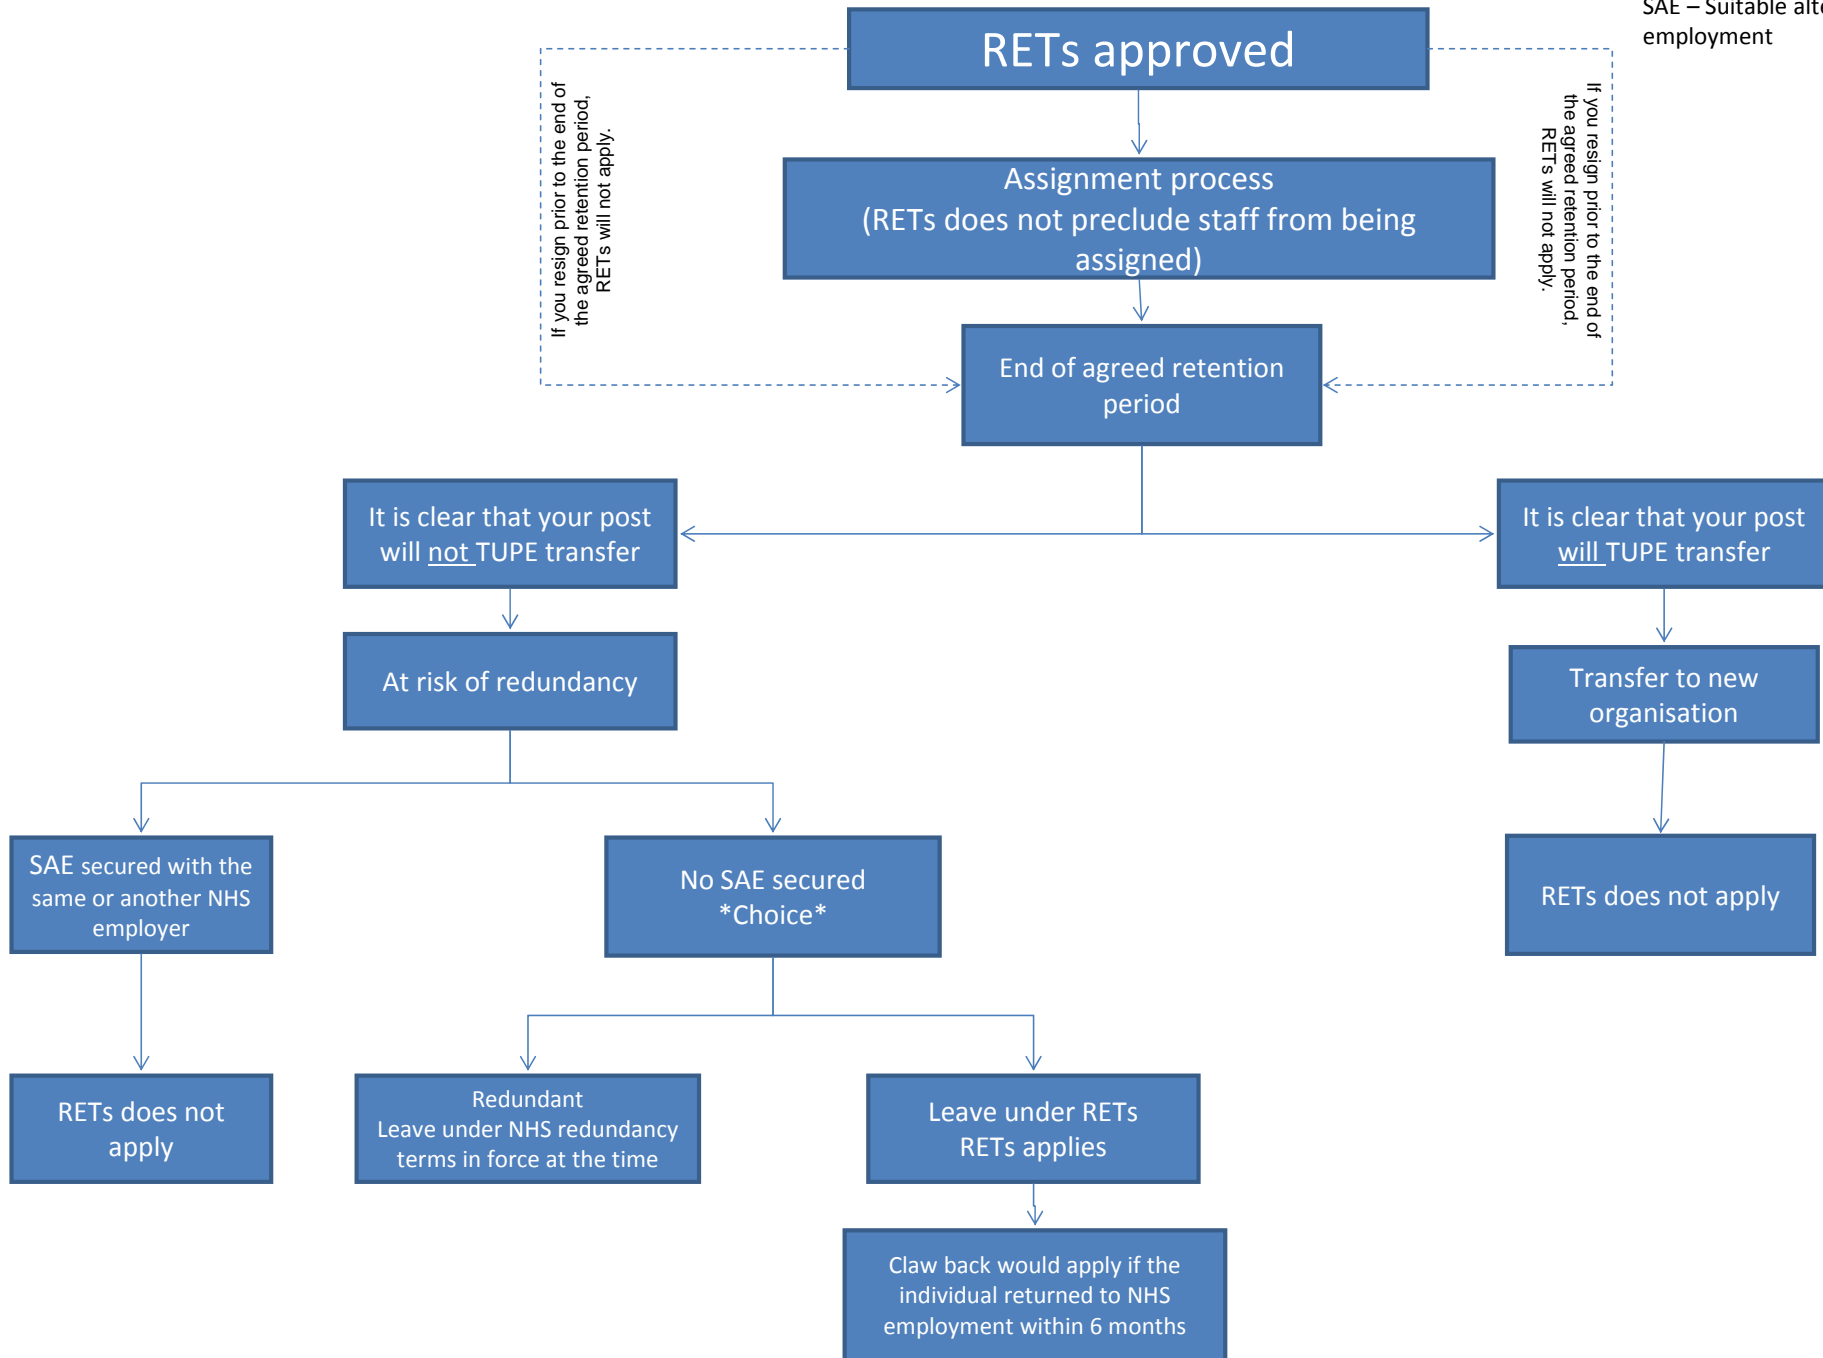 SAE – Suitable
employment
RETs approved
If you resign prior to the end of
the agreed retention period,
RETs will not apply.
If you resign prior to the end of
the agreed retention period,
RETs will not apply.
Assignment process
(RETs does not preclude staff from being
assigned)
End of agreed retention
period
It is clear that your post
will not TUPE transfer
It is clear that your post
will TUPE transfer
At risk of redundancy
Transfer to new
organisation
SAE secured with the
same or another NHS
employer
No SAE secured
*Choice*
RETs does not apply
RETs does not
apply
Redundant
Leave under NHS redundancy
terms in force at the time
Leave under RETs
RETs applies
Claw back would apply if the
individual returned to NHS
employment within 6 months